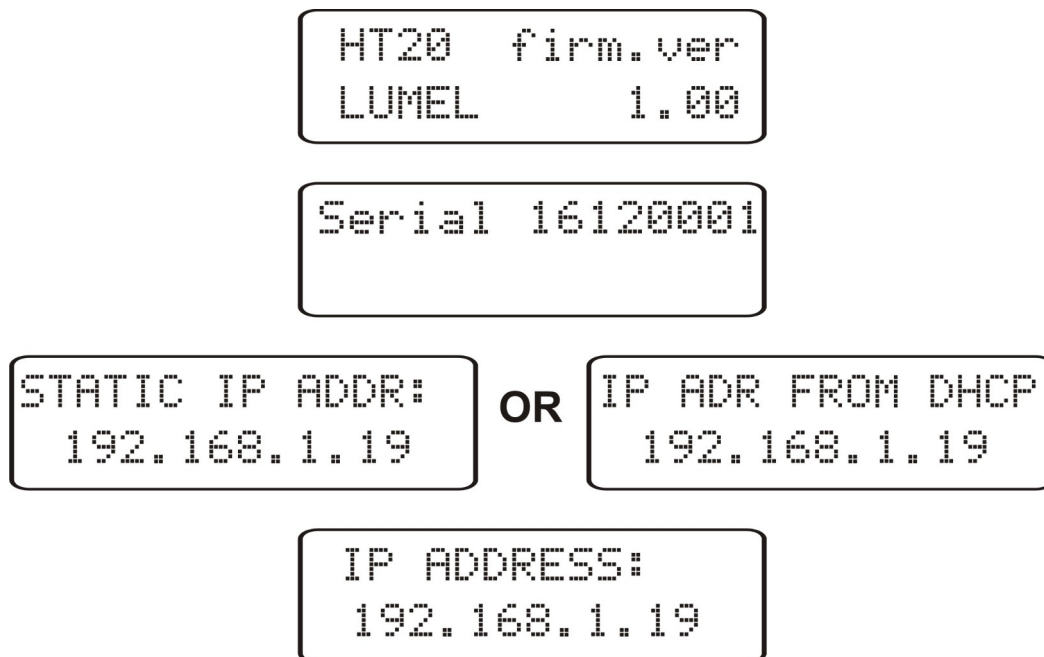 HT20 firm.ver
LUMEL 1.00
Serial 16120001
STATIC IP ADDR:
192.168.1.19
OR
IP ADR FROM DHCP
192.168.1.19
IP ADDRESS:
192.168.1.19